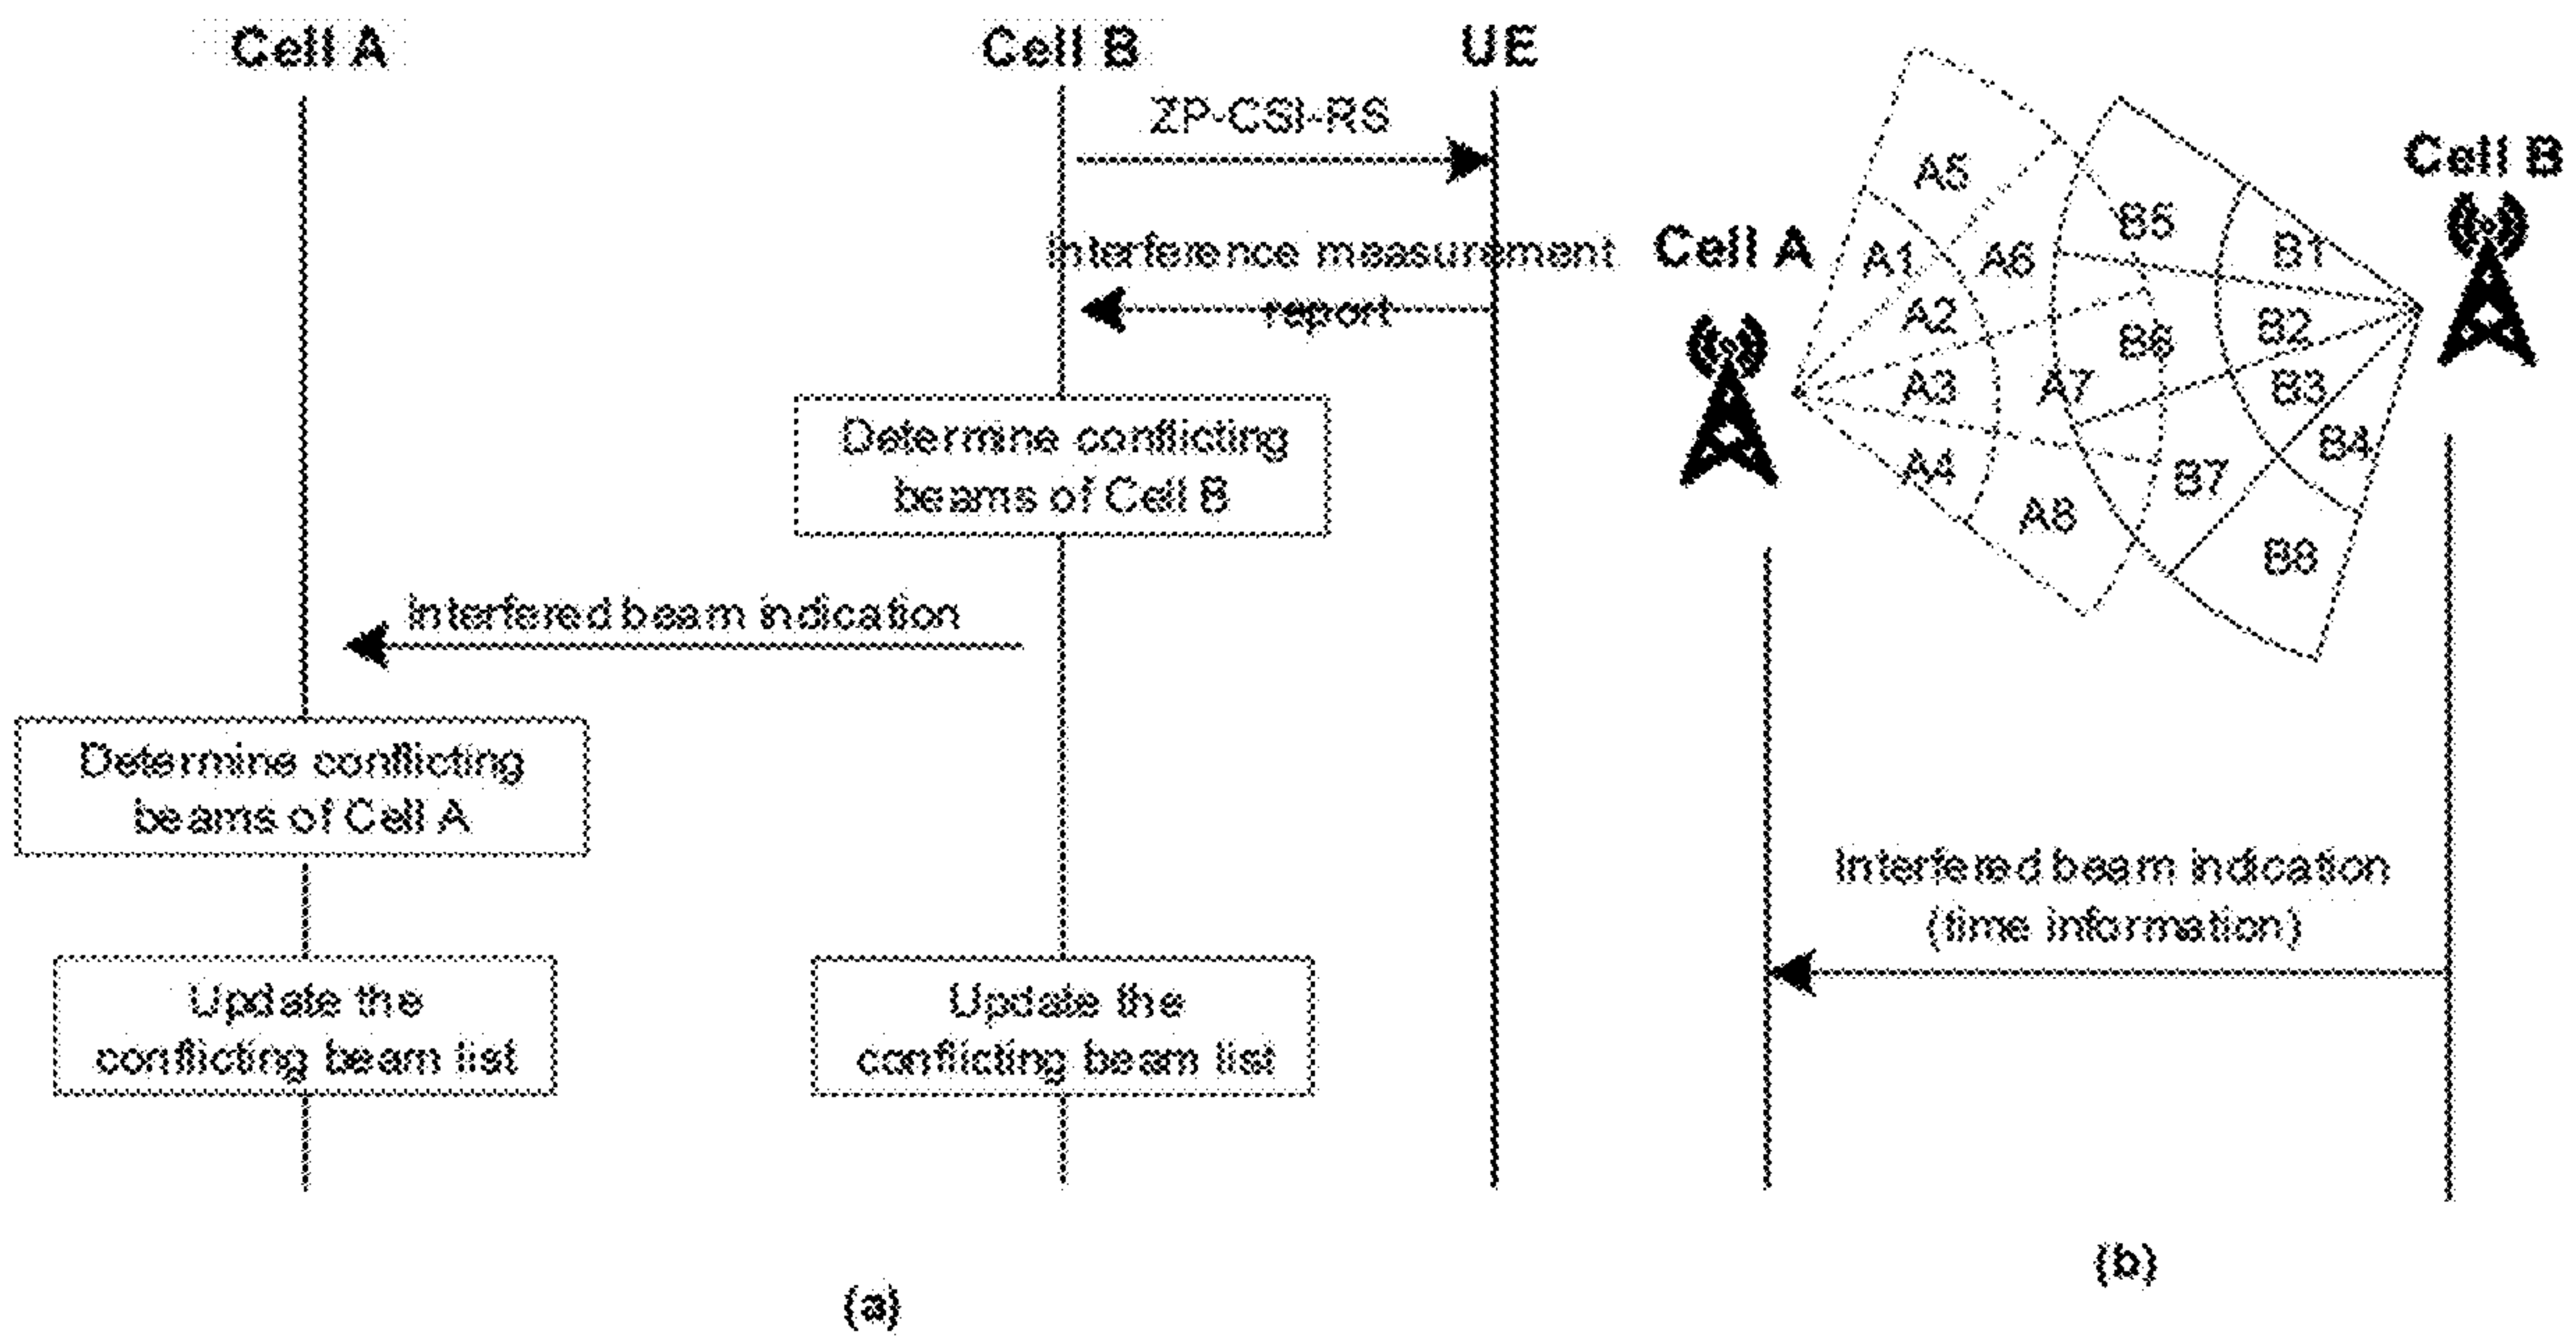 Cell A
Cell B
UE
ZP-CSI-RS
Interference measurement
report
Determine conflicting
beams of Cell B
Interfered beam indication
Determine conflicting
beams of Cell A
Update the
conflicting beam list
Update the
conflicting beam list
(a)
Cell A
Cell B
A5
A1
A6
A2
A3
A7
A4
A8
B5
B1
B6
B2
B3
B4
B7
B8
Interfered beam indication
(time information)
(b)